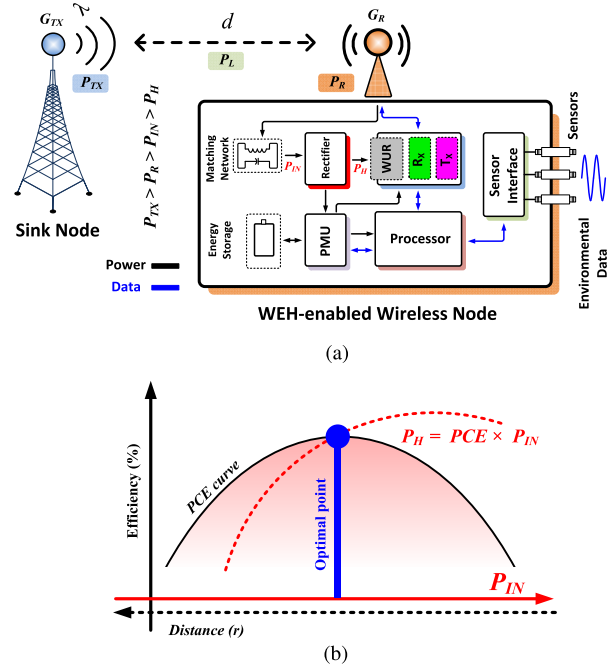 G_TX λ
P_TX
d
P_L
G_R
P_R
Sink Node
P_TX > P_R > P_IN > P_H
Matching
Network
P_IN
Rectifier
P_H
WUR
R_X
T_X
Sensor
Interface
Sensors
Energy
Storage
PMU
Processor
Environmental
Data
Power
Data
WEH-enabled Wireless Node
(a)
Efficiency (%)
PCE curve
Optimal point
P_H = PCE × P_IN
P_IN
Distance (r)
(b)